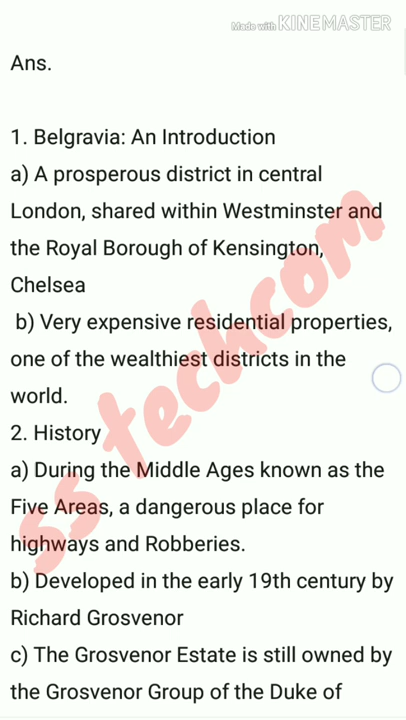 Made with KINEMASTER
Ans.
1. Belgravia: An Introduction
a) A prosperous district in central
London, shared within Westminster and
the Royal Borough of Kensington,
Chelsea
b) Very expensive residential properties,
one of the wealthiest districts in the
world.
2. History
a) During the Middle Ages known as the
Five Areas, a dangerous place for
highways and Robberies.
b) Developed in the early 19th century by
Richard Grosvenor
c) The Grosvenor Estate is still owned by
the Grosvenor Group of the Duke of
ss techcom